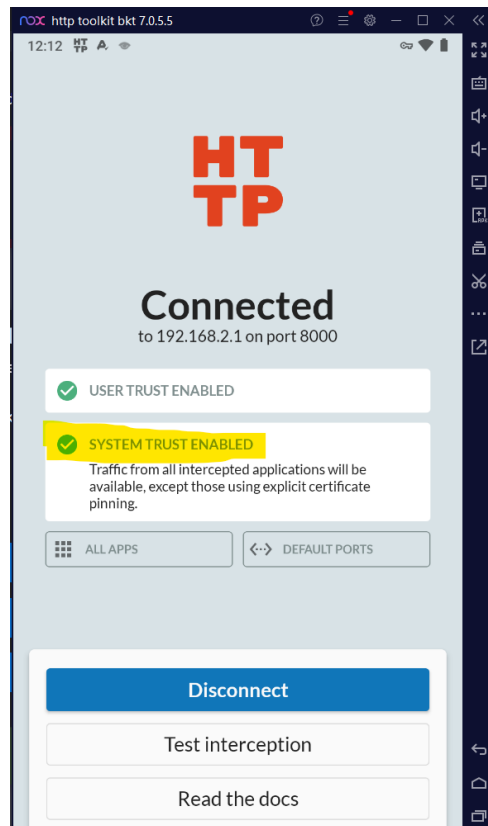 nox http toolkit bkt 7.0.5.5
12:12 HT TP A
HT
TP
Connected
to 192.168.2.1 on port 8000
USER TRUST ENABLED
SYSTEM TRUST ENABLED
Traffic from all intercepted applications will be
available, except those using explicit certificate
pinning.
ALL APPS
DEFAULT PORTS
Disconnect
Test interception
Read the docs